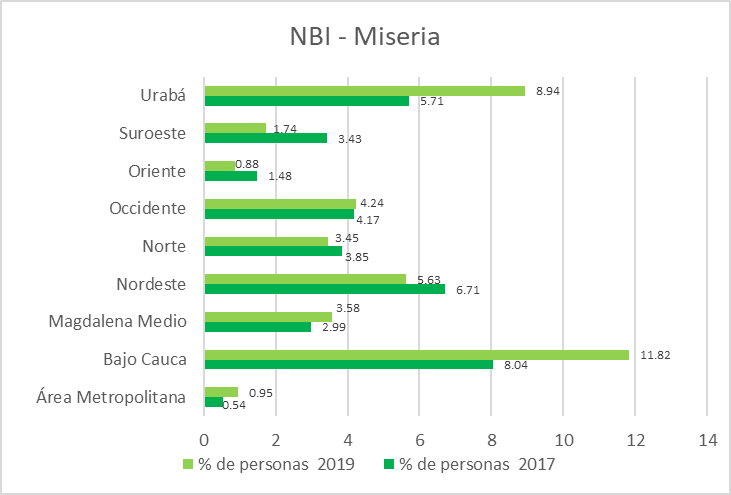 NBI - Miseria
Urabá
8.94
5.71
Suroeste
1.74
3.43
Oriente
0.88
1.48
Occidente
4.24
4.17
Norte
3.45
3.85
Nordeste
5.63
6.71
Magdalena Medio
3.58
2.99
Bajo Cauca
11.82
8.04
Área Metropolitana
0.95
0.54
0 2 4 6 8 10 12 14
% de personas 2019 % de personas 2017